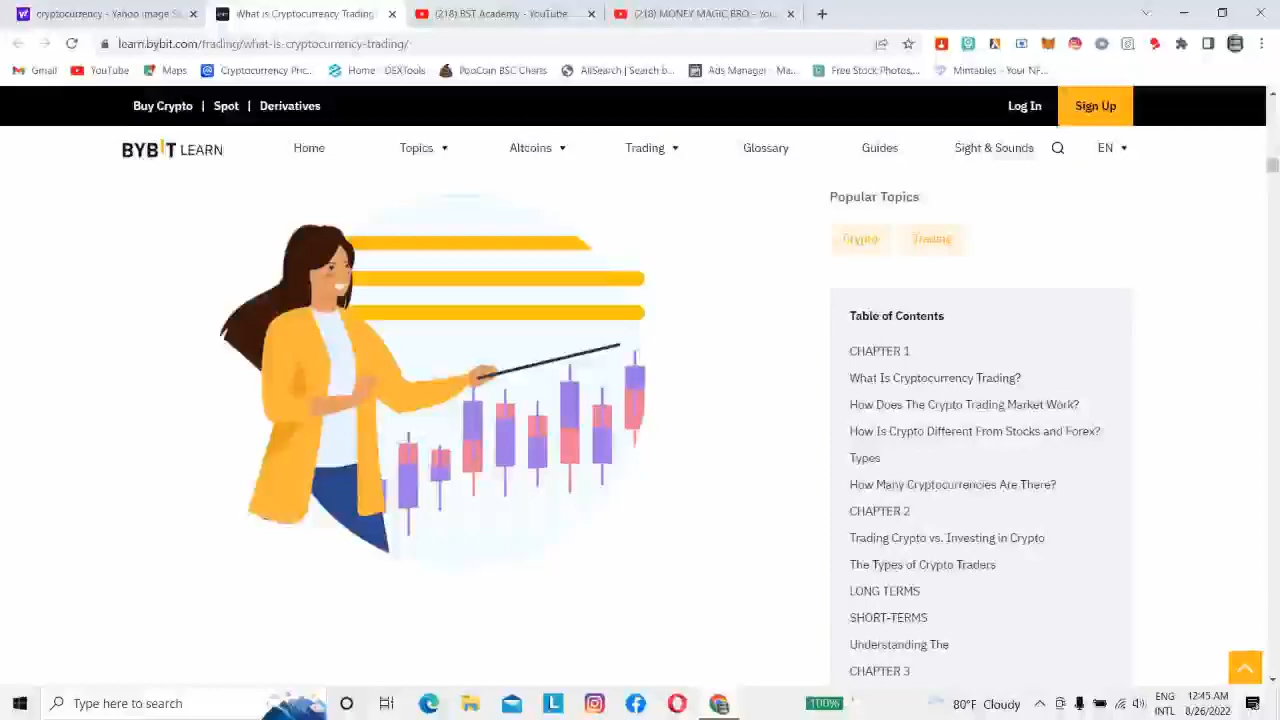 cryptocurrency - Yahoo Image S
What is Cryptocurrency Trading
(218) BST Academy - YouTube
(218) MONEY MAGIC BRO - You
learn.bybit.com/trading/what-is-cryptocurrency-trading/
Gmail
YouTube
Maps
Cryptocurrency Pric...
Home - DEXTools
PooCoin BSC Charts
AllSearch | Search b...
Ads Manager - Ma...
Free Stock Photos,...
Mintables - Your NF...
Buy Crypto | Spot | Derivatives
Log In
Sign Up
BYBIT LEARN
Home
Topics
Altcoins
Trading
Glossary
Guides
Sight & Sounds
EN
Popular Topics
Crypto
Trading
Table of Contents
CHAPTER 1
What Is Cryptocurrency Trading?
How Does The Crypto Trading Market Work?
How Is Crypto Different From Stocks and Forex?
Types
How Many Cryptocurrencies Are There?
CHAPTER 2
Trading Crypto vs. Investing in Crypto
The Types of Crypto Traders
LONG TERMS
SHORT-TERMS
Understanding The
CHAPTER 3
Type here to search
100%
80°F Cloudy
ENG
INTL
12:45 AM
8/26/2022